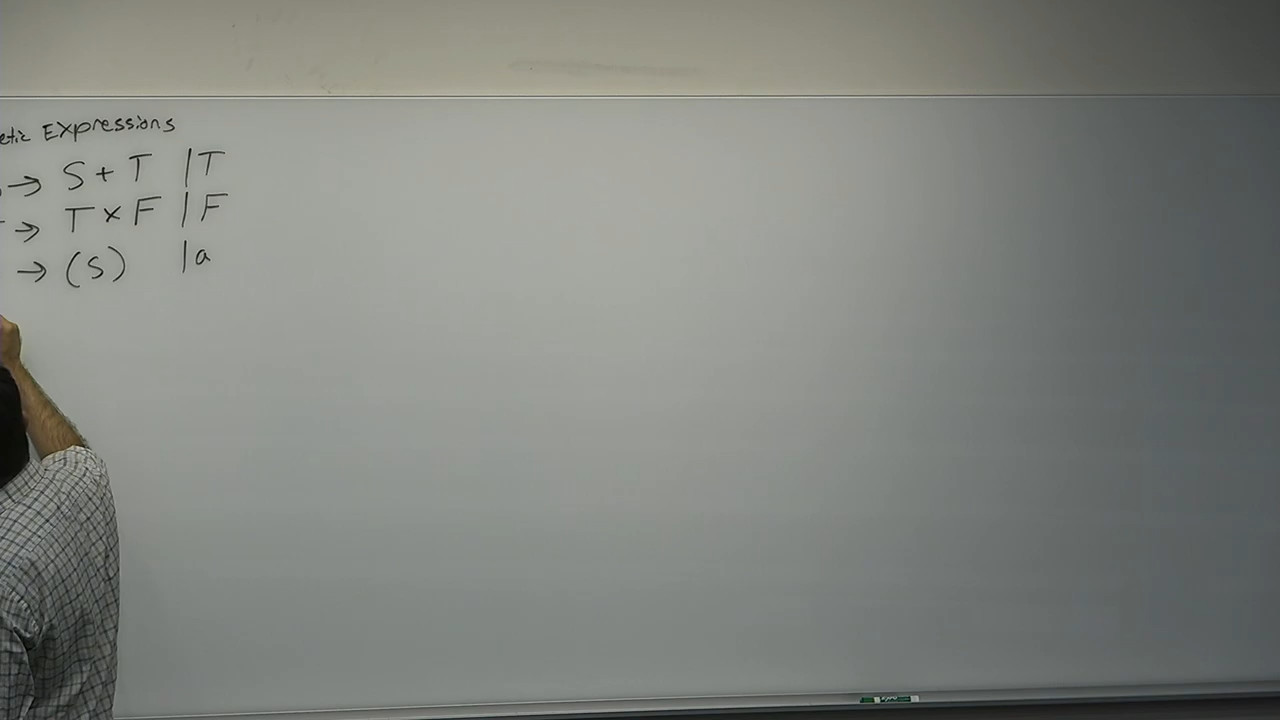 etic Expressions
→ S + T | T
→ T × F | F
→ (S) | a